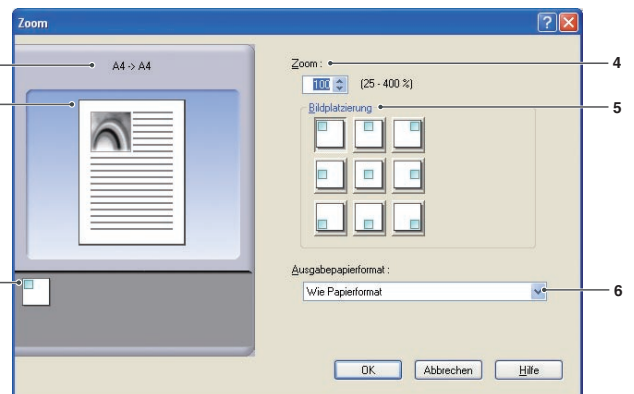 Zoom
A4 -> A4
Zoom :
4
100 (25 - 400 %)
Bildplatzierung
5
Ausgabepapierformat :
Wie Papierformat
6
OK Abbrechen Hilfe